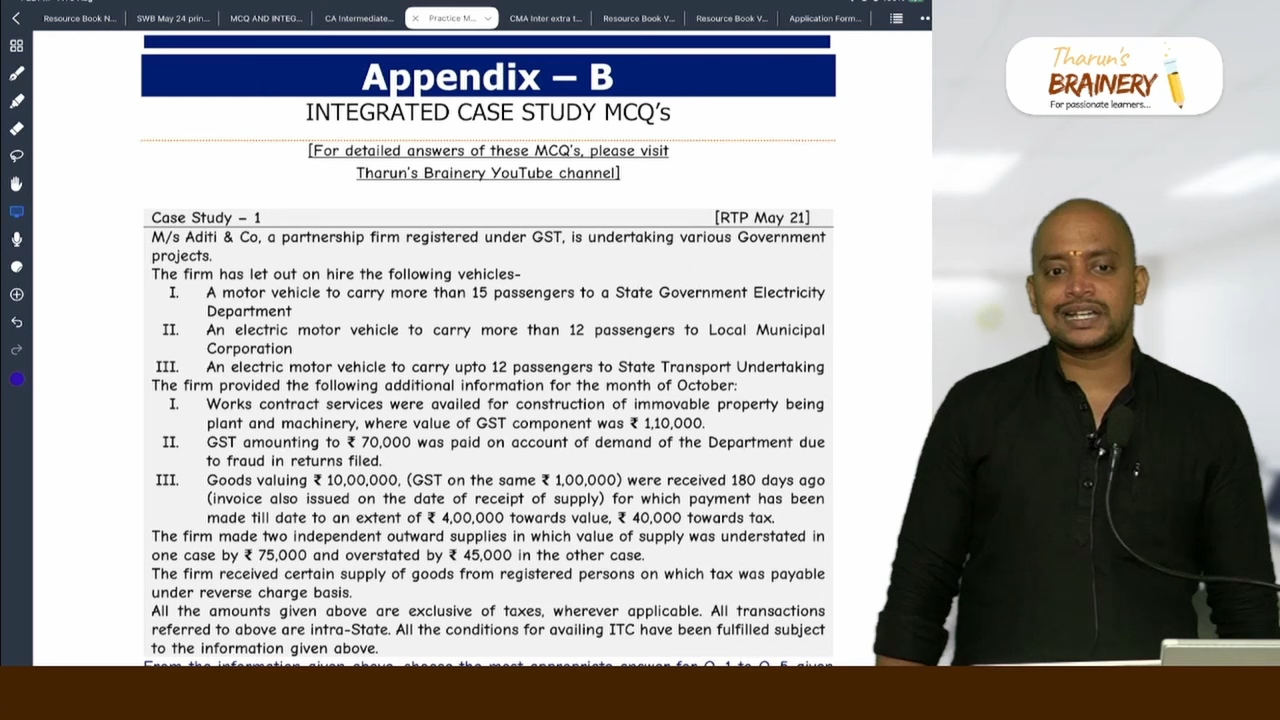 Resource Book N...
SWB May 24 prin...
MCQ AND INTEG...
CA Intermediate...
Practice M...
CMA Inter extra t...
Resource Book V...
Resource Book V...
Application Form...
Appendix – B
INTEGRATED CASE STUDY MCQ's
[For detailed answers of these MCQ's, please visit
Tharun's Brainery YouTube channel]
Case Study – 1 [RTP May 21]
M/s Aditi & Co, a partnership firm registered under GST, is undertaking various Government
projects.
The firm has let out on hire the following vehicles-
I. A motor vehicle to carry more than 15 passengers to a State Government Electricity
Department
II. An electric motor vehicle to carry more than 12 passengers to Local Municipal
Corporation
III. An electric motor vehicle to carry upto 12 passengers to State Transport Undertaking
The firm provided the following additional information for the month of October:
I. Works contract services were availed for construction of immovable property being
plant and machinery, where value of GST component was ₹ 1,10,000.
II. GST amounting to ₹ 70,000 was paid on account of demand of the Department due
to fraud in returns filed.
III. Goods valuing ₹ 10,00,000, (GST on the same ₹ 1,00,000) were received 180 days ago
(invoice also issued on the date of receipt of supply) for which payment has been
made till date to an extent of ₹ 4,00,000 towards value, ₹ 40,000 towards tax.
The firm made two independent outward supplies in which value of supply was understated in
one case by ₹ 75,000 and overstated by ₹ 45,000 in the other case.
The firm received certain supply of goods from registered persons on which tax was payable
under reverse charge basis.
All the amounts given above are exclusive of taxes, wherever applicable. All transactions
referred to above are intra-State. All the conditions for availing ITC have been fulfilled subject
to the information given above.
From the information given above, choose the most appropriate answer for Q. 1 to Q. 5 given
Tharun's
BRAINERY
For passionate learners...